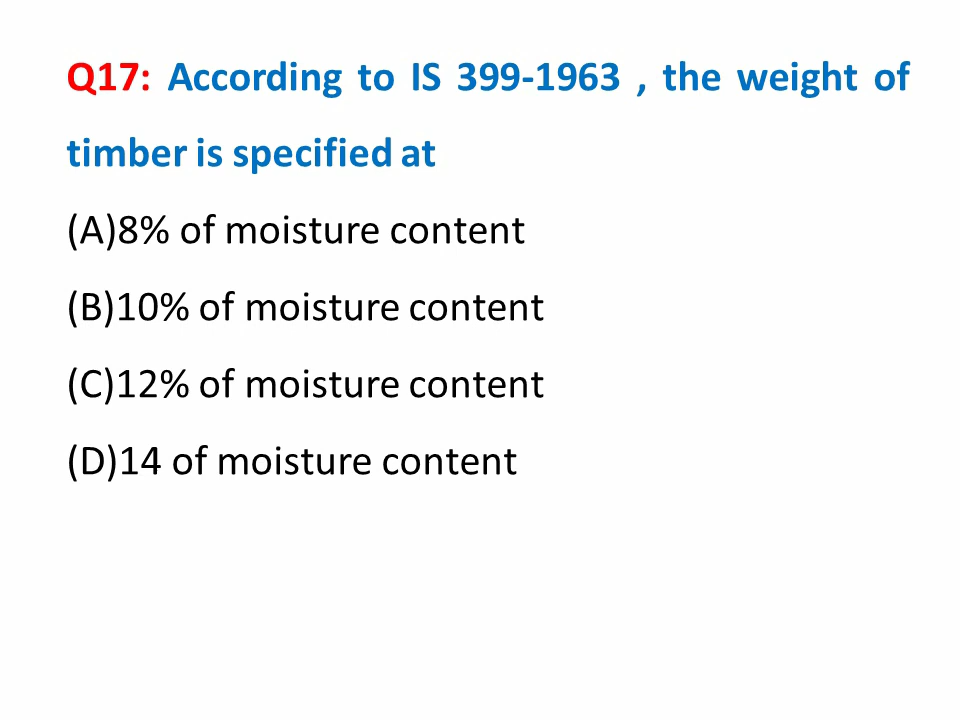 Q17: According to IS 399-1963 , the weight of
timber is specified at
(A)8% of moisture content
(B)10% of moisture content
(C)12% of moisture content
(D)14 of moisture content